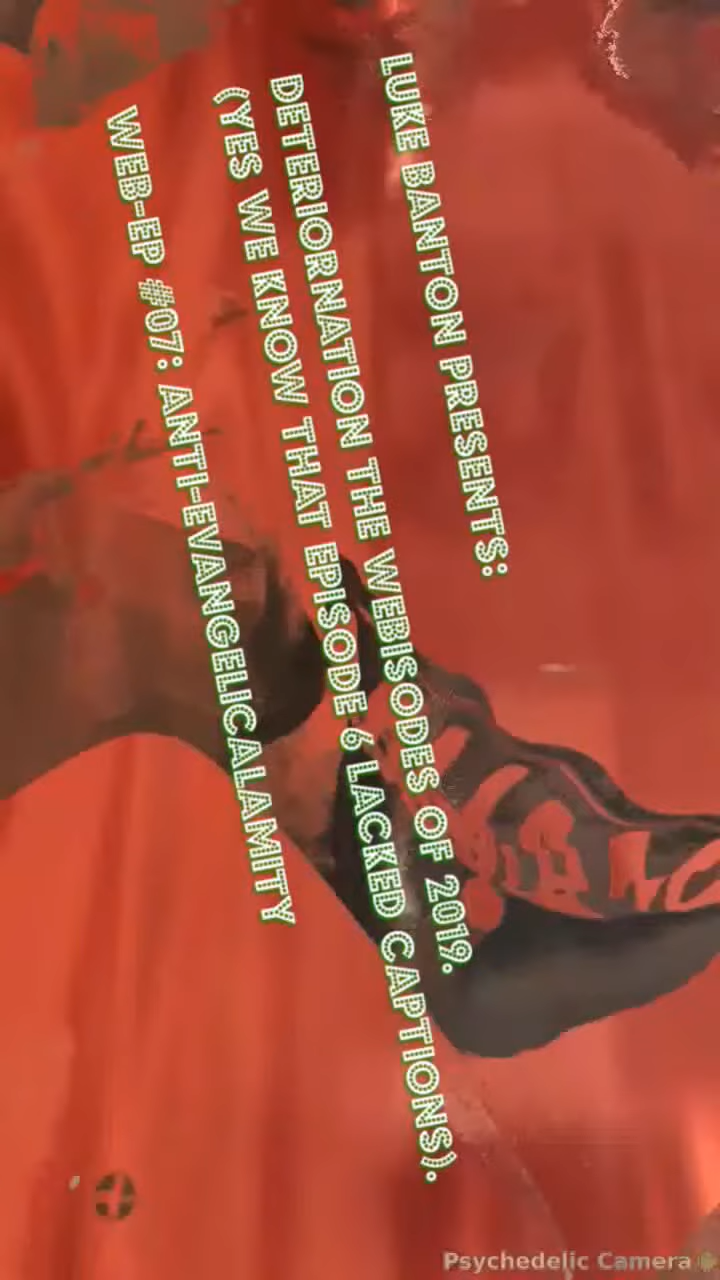 LUKE BANTON PRESENTS:
DETERIORNATION THE WEBISODES OF 2019.
(YES WE KNOW THAT EPISODE 6 LACKED CAPTIONS).
WEB-EP #07: ANTI-EVANGELICALAMITY
Psychedelic Camera